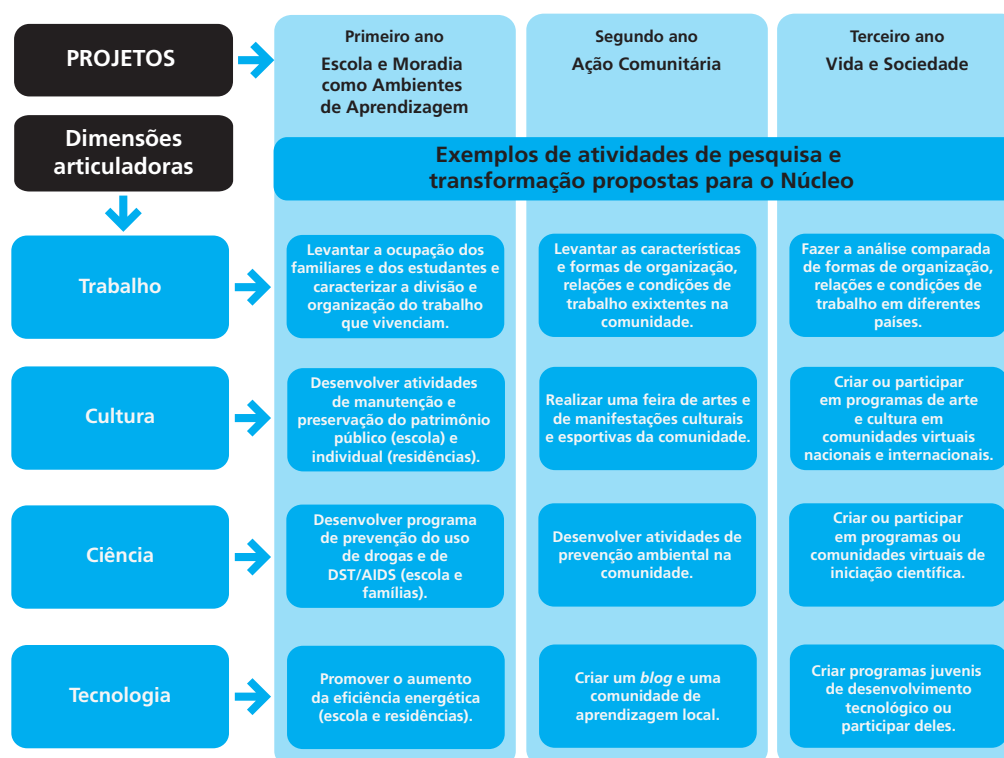 PROJETOS
Primeiro ano
Escola e Moradia
como Ambientes
de Aprendizagem
Segundo ano
Ação Comunitária
Terceiro ano
Vida e Sociedade
Dimensões
articuladoras
Exemplos de atividades de pesquisa e
transformação propostas para o Núcleo
Trabalho
Levantar a ocupação dos
familiares e dos estudantes e
caracterizar a divisão e
organização do trabalho
que vivenciam.
Levantar as características
e formas de organização,
relações e condições de
trabalho exixtentes na
comunidade.
Fazer a análise comparada
de formas de organização,
relações e condições de
trabalho em diferentes
países.
Cultura
Desenvolver atividades
de manutenção e
preservação do patrimônio
público (escola) e
individual (residências).
Realizar uma feira de artes e
de manifestações culturais
e esportivas da comunidade.
Criar ou participar
em programas de arte
e cultura em
comunidades virtuais
nacionais e internacionais.
Ciência
Desenvolver programa
de prevenção do uso
de drogas e de
DST/AIDS (escola e
famílias).
Desenvolver atividades de
prevenção ambiental na
comunidade.
Criar ou participar
em programas ou
comunidades virtuais de
iniciação científica.
Tecnologia
Promover o aumento
da eficiência energética
(escola e residências).
Criar um blog e uma
comunidade de
aprendizagem local.
Criar programas juvenis
de desenvolvimento
tecnológico ou
participar deles.